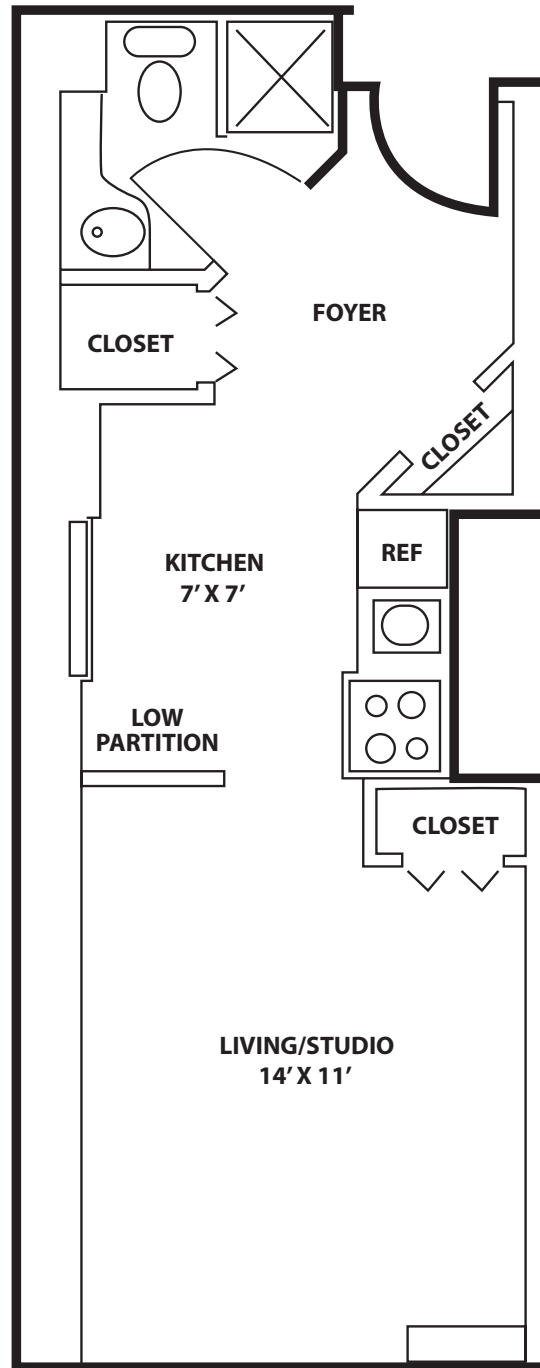 FOYER
CLOSET
CLOSET
REF
KITCHEN
7’ X 7’
LOW
PARTITION
CLOSET
LIVING/STUDIO
14’ X 11’